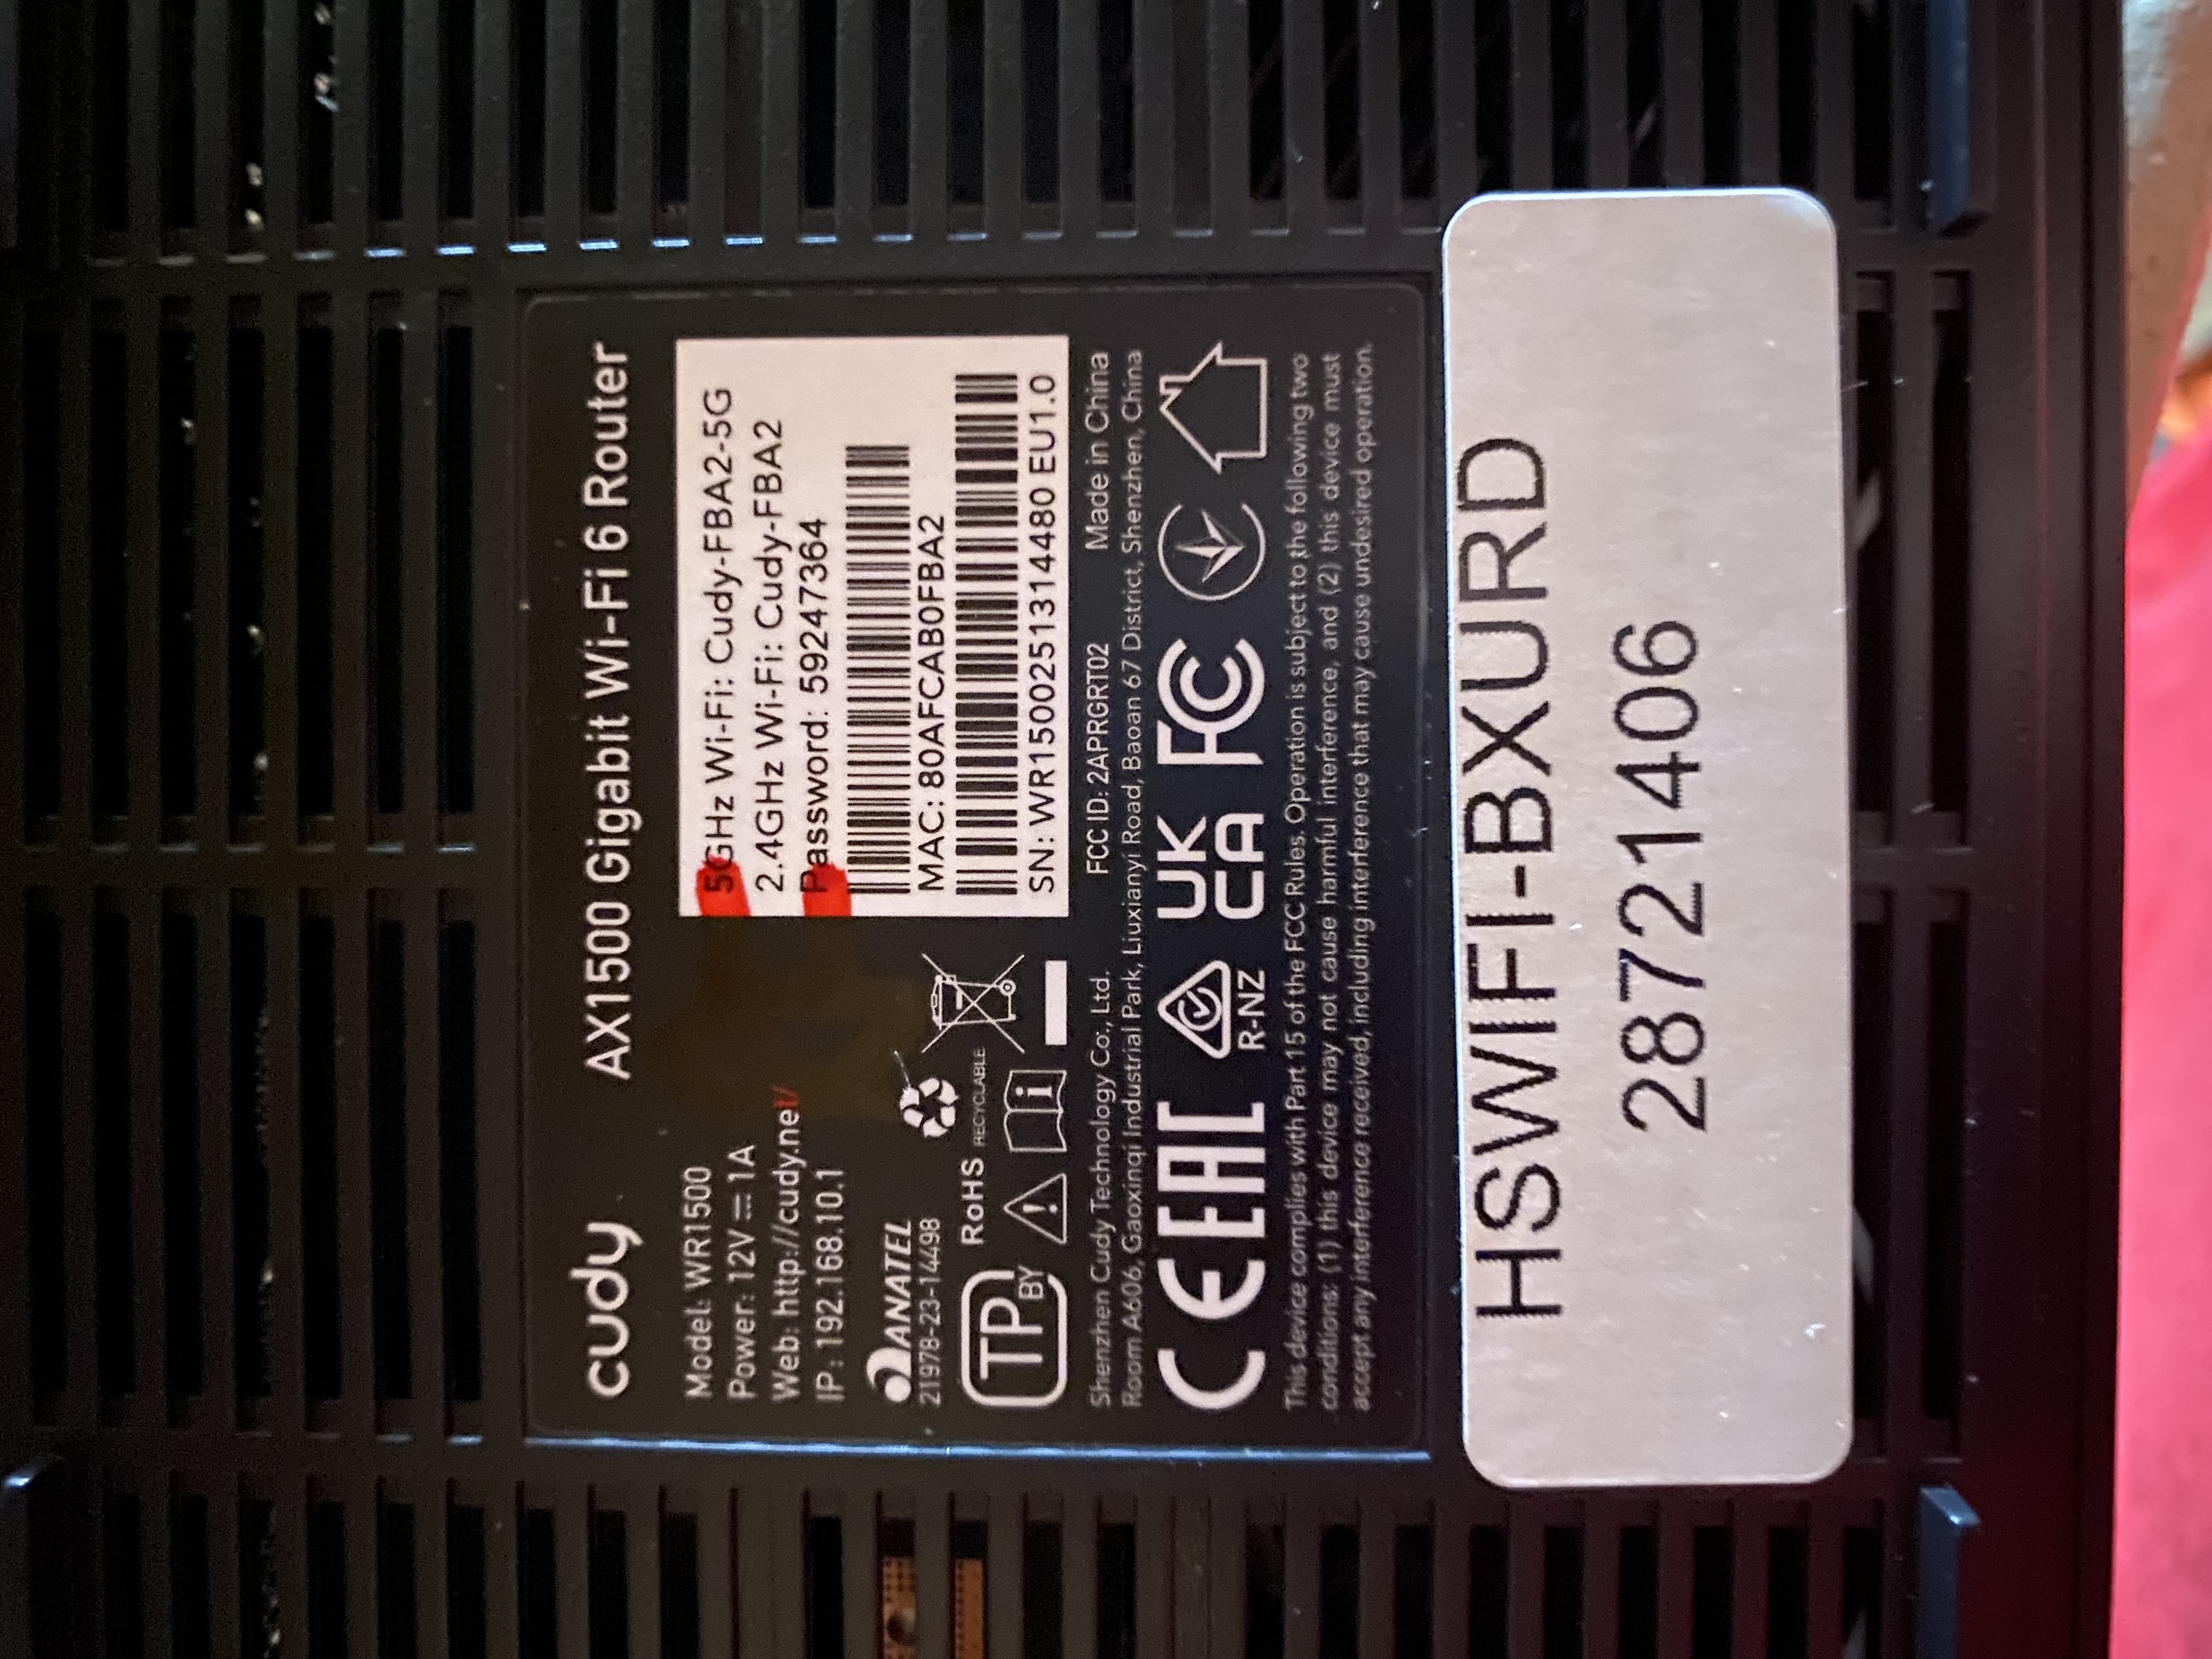 cudy AX1500 Gigabit Wi-Fi 6 Router
Model: WR1500
Power: 12V ⎓ 1A
Web: http://cudy.net/
IP: 192.168.10.1
5GHz Wi-Fi: Cudy-FBA2-5G
2.4GHz Wi-Fi: Cudy-FBA2
Password: 59247364
MAC: 80AFCAB0FBA2
SN: WR1500251314480 EU1.0
ANATEL
21978-23-14498
RoHS
RECYCLABLE
TP
BY
Shenzhen Cudy Technology Co., Ltd. FCC ID: 2APRGRT02 Made in China
Room A606, Gaoxinqi Industrial Park, Liuxianyi Road, Baoan 67 District, Shenzhen, China
CE EAC R-NZ UK CA FC
This device complies with Part 15 of the FCC Rules. Operation is subject to the following two
conditions: (1) this device may not cause harmful interference, and (2) this device must
accept any interference received, including interference that may cause undesired operation.
HSWIFI-BXURD
28721406